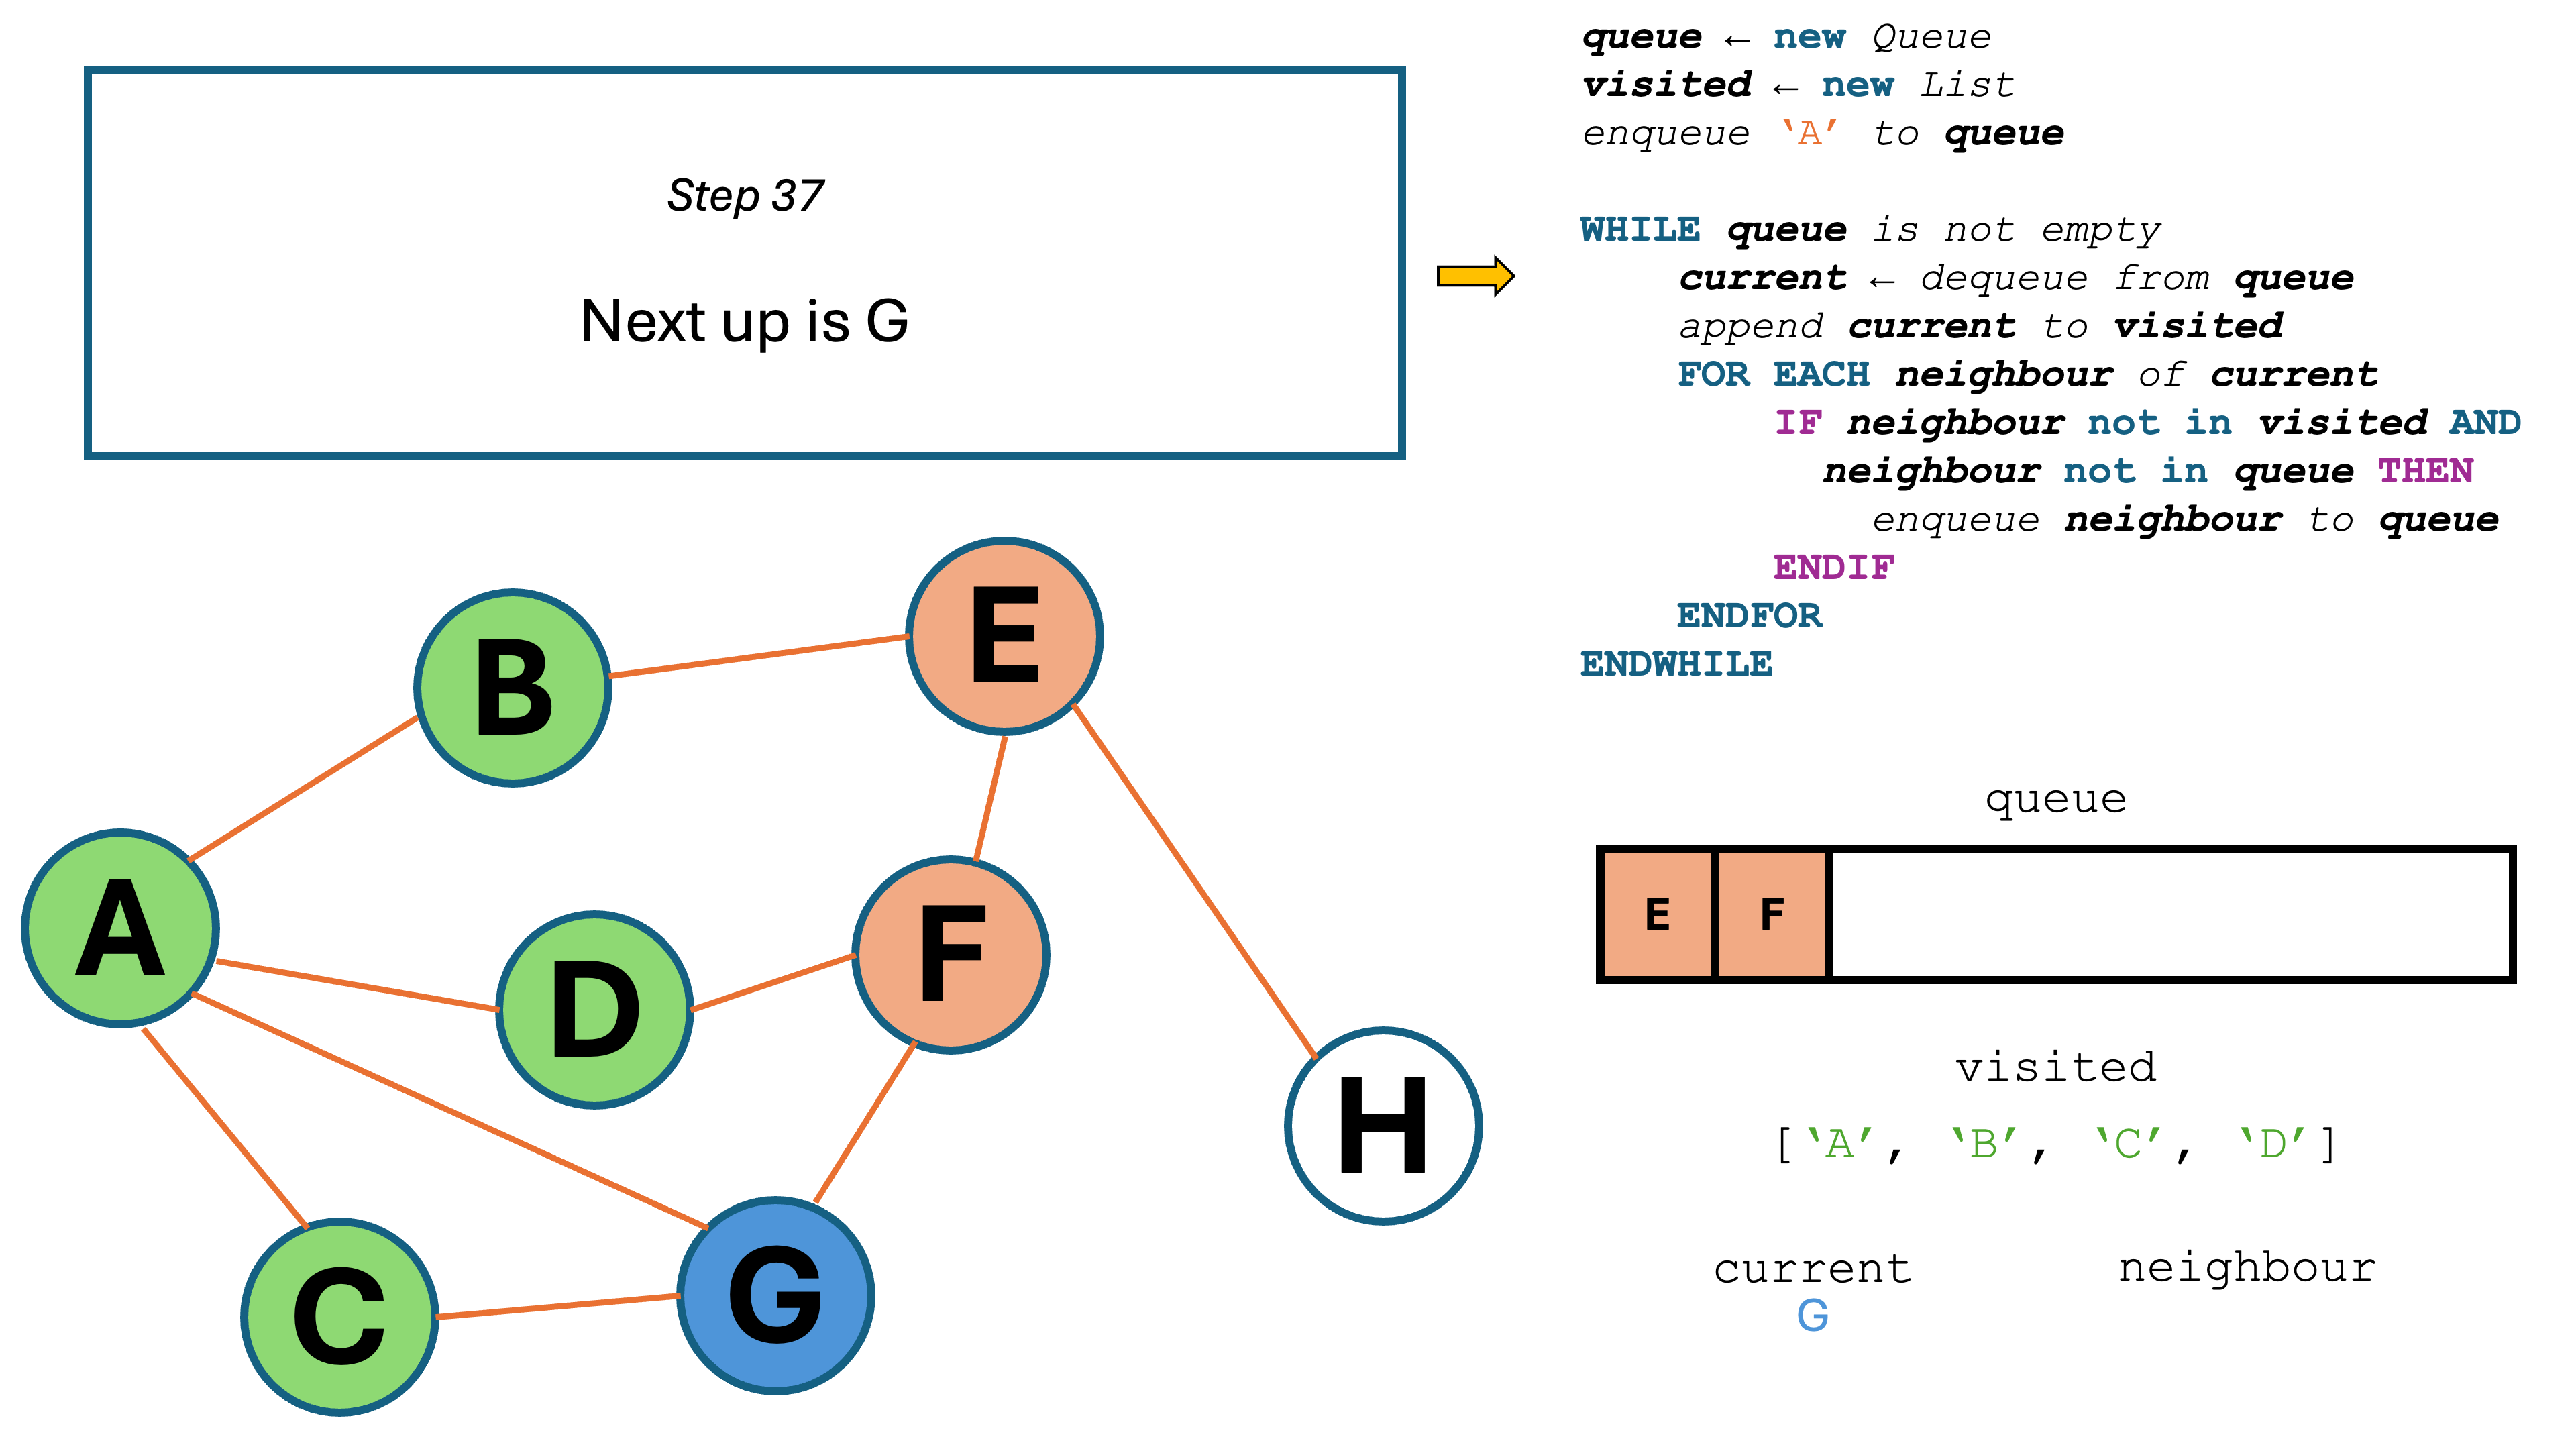 Step 37
Next up is G
queue ← new Queue
visited ← new List
enqueue ‘A’ to queue
WHILE queue is not empty
current ← dequeue from queue
append current to visited
FOR EACH neighbour of current
IF neighbour not in visited AND
neighbour not in queue THEN
enqueue neighbour to queue
ENDIF
ENDFOR
ENDWHILE
B
E
A
D
F
H
C
G
queue
E F
visited
[‘A’, ‘B’, ‘C’, ‘D’]
current neighbour
G